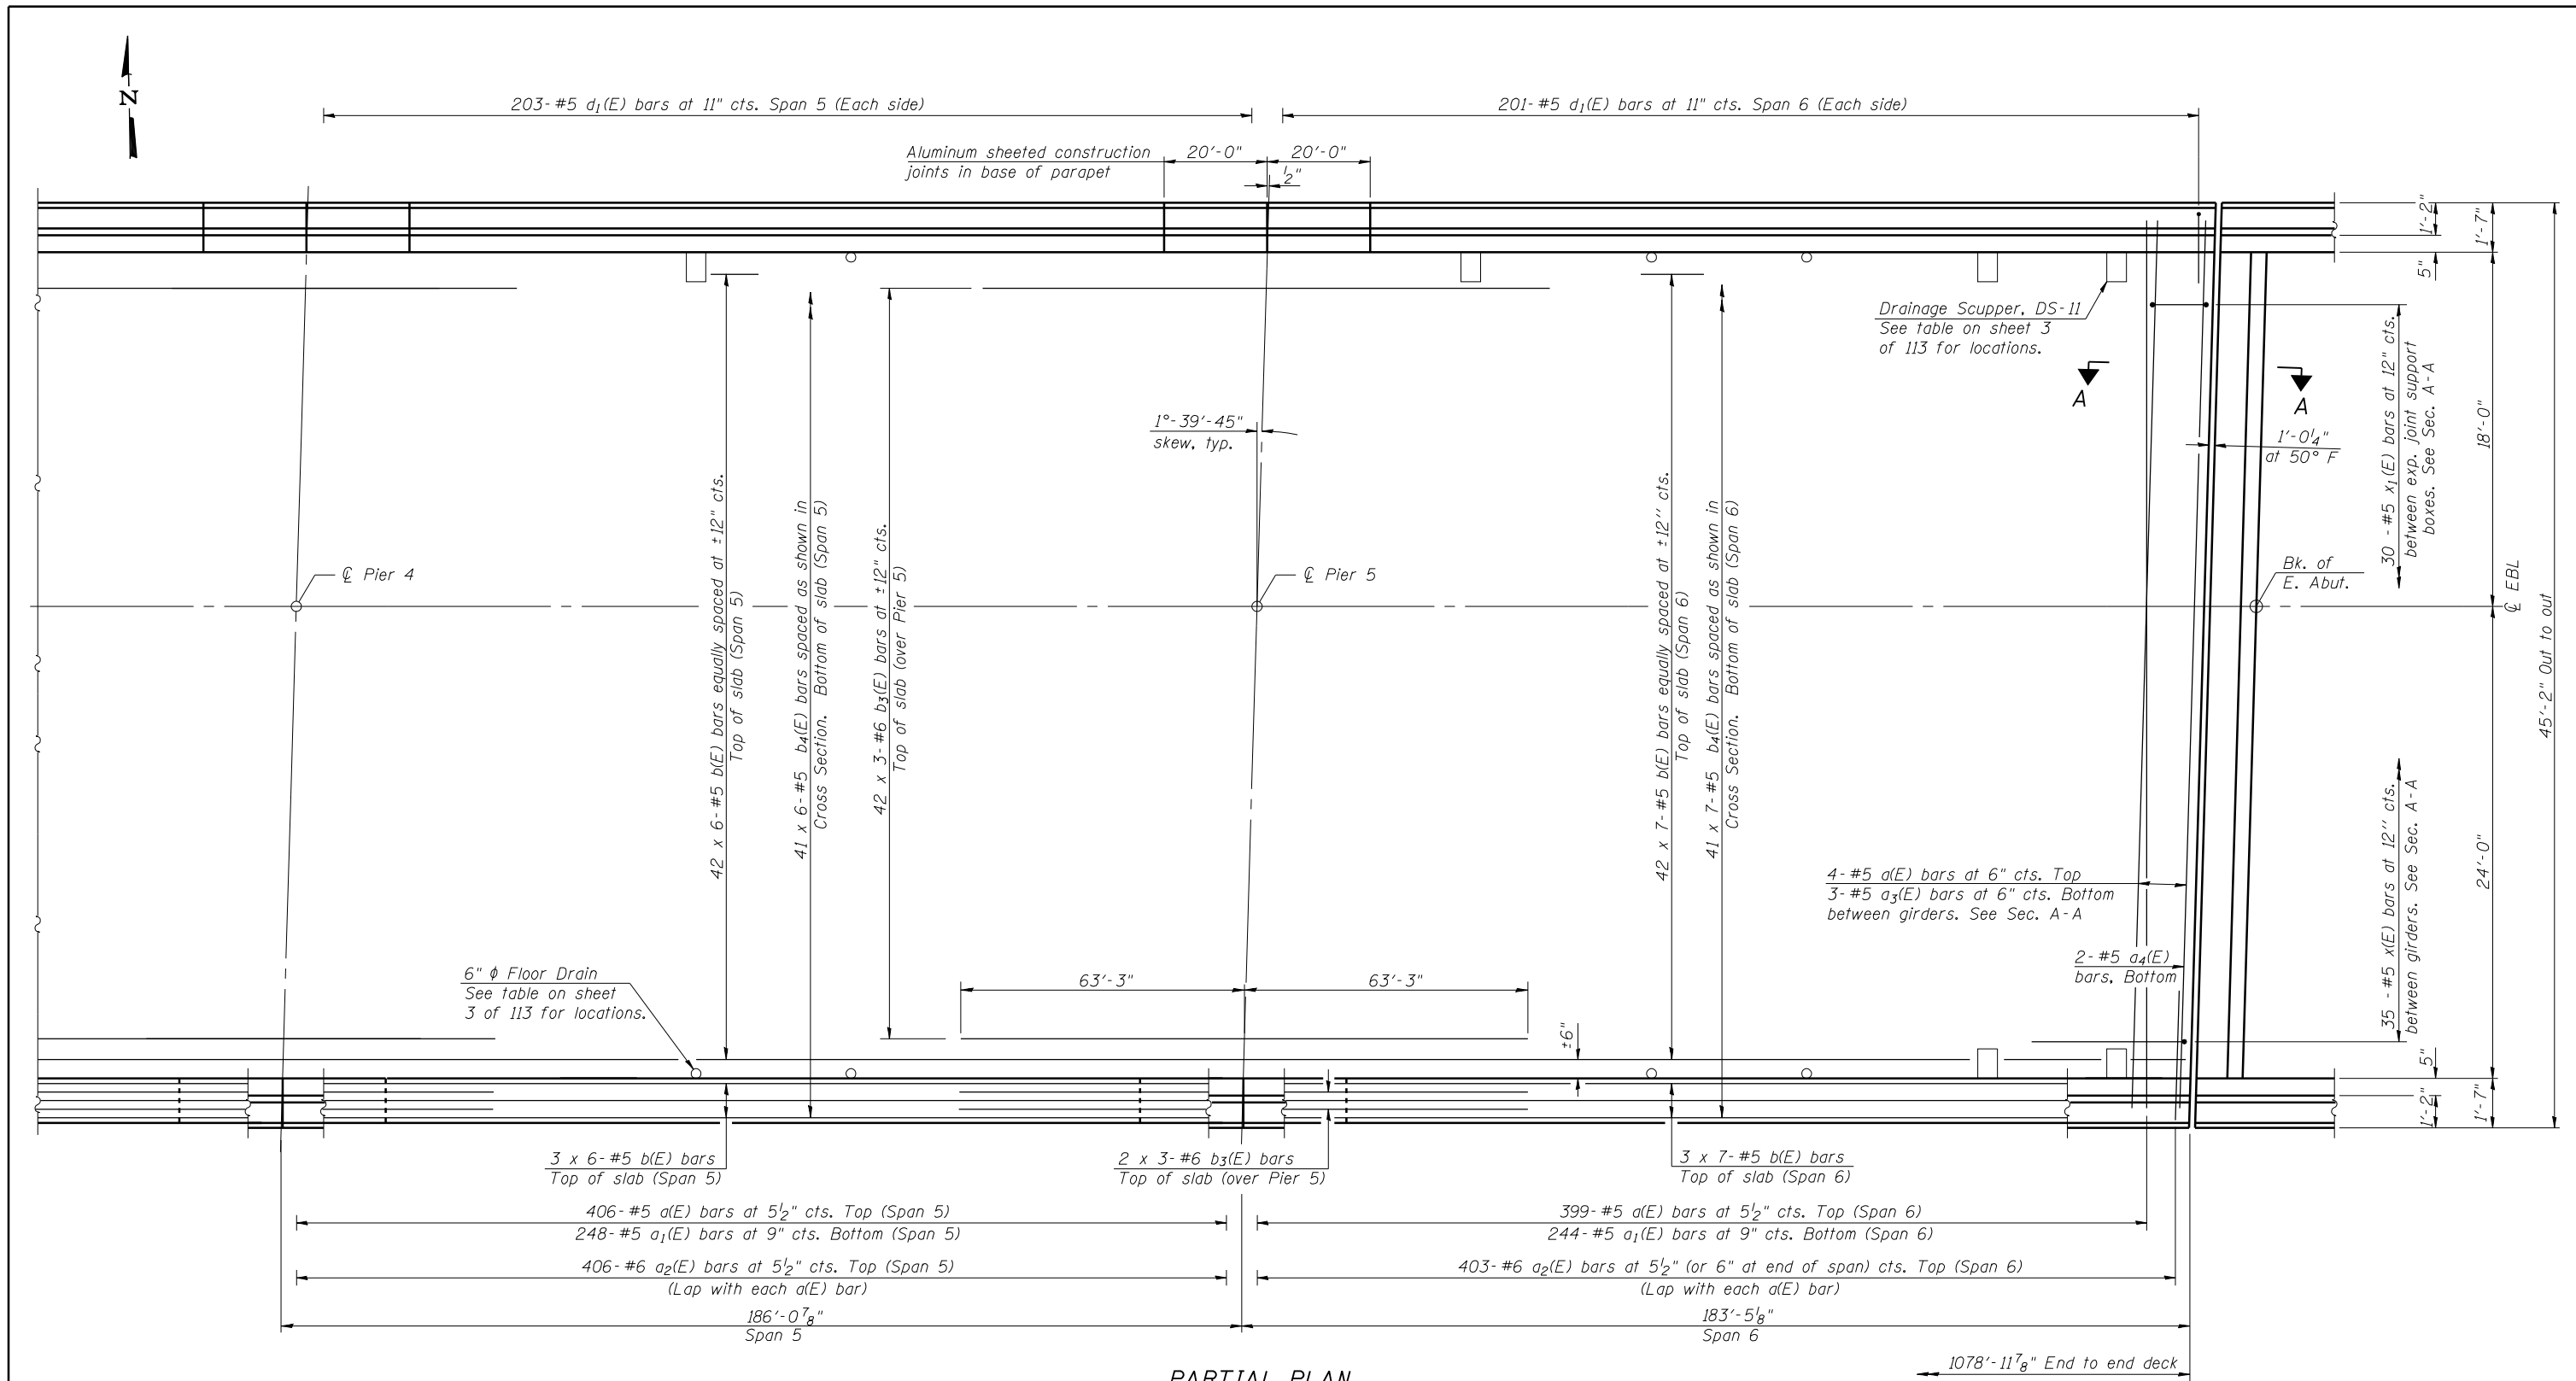 N
203- #5 d1(E) bars at 11" cts. Span 5 (Each side)
201- #5 d1(E) bars at 11" cts. Span 6 (Each side)
Aluminum sheeted construction
joints in base of parapet
20'-0"
20'-0"
1/2"
1'-2"
1'-7"
5"
Drainage Scupper, DS-11
See table on sheet 3
of 113 for locations.
A
A
1°-39'-45"
skew, typ.
1'-0 1/4"
at 50° F
30 - #5 x1(E) bars at 12" cts.
between exp. joint support
boxes. See Sec. A-A
18'-0"
42 x 6- #5 b(E) bars equally spaced at ±12" cts.
Top of slab (Span 5)
41 x 6- #5 b4(E) bars spaced as shown in
Cross Section. Bottom of slab (Span 5)
42 x 3- #6 b3(E) bars at ±12" cts.
Top of slab (over Pier 5)
42 x 7- #5 b(E) bars equally spaced at ±12'' cts.
Top of slab (Span 6)
41 x 7- #5 b4(E) bars spaced as shown in
Cross Section. Bottom of slab (Span 6)
℄ Pier 4
℄ Pier 5
Bk. of
E. Abut.
℄ EBL
45'-2" Out to out
4- #5 a(E) bars at 6" cts. Top
3- #5 a3(E) bars at 6" cts. Bottom
between girders. See Sec. A-A
2- #5 a4(E)
bars, Bottom
35 - #5 x(E) bars at 12'' cts.
between girders. See Sec. A-A
24'-0"
6" ϕ Floor Drain
See table on sheet
3 of 113 for locations.
63'-3"
63'-3"
±6"
5"
1'-2"
1'-7"
3 x 6- #5 b(E) bars
Top of slab (Span 5)
2 x 3- #6 b3(E) bars
Top of slab (over Pier 5)
3 x 7- #5 b(E) bars
Top of slab (Span 6)
406- #5 a(E) bars at 5 1/2" cts. Top (Span 5)
248- #5 a1(E) bars at 9" cts. Bottom (Span 5)
399- #5 a(E) bars at 5 1/2" cts. Top (Span 6)
244- #5 a1(E) bars at 9" cts. Bottom (Span 6)
406- #6 a2(E) bars at 5 1/2" cts. Top (Span 5)
(Lap with each a(E) bar)
403- #6 a2(E) bars at 5 1/2" (or 6" at end of span) cts. Top (Span 6)
(Lap with each a(E) bar)
186'-0 7/8"
Span 5
183'-5 1/8"
Span 6
1078'-11 7/8" End to end deck
PARTIAL PLAN